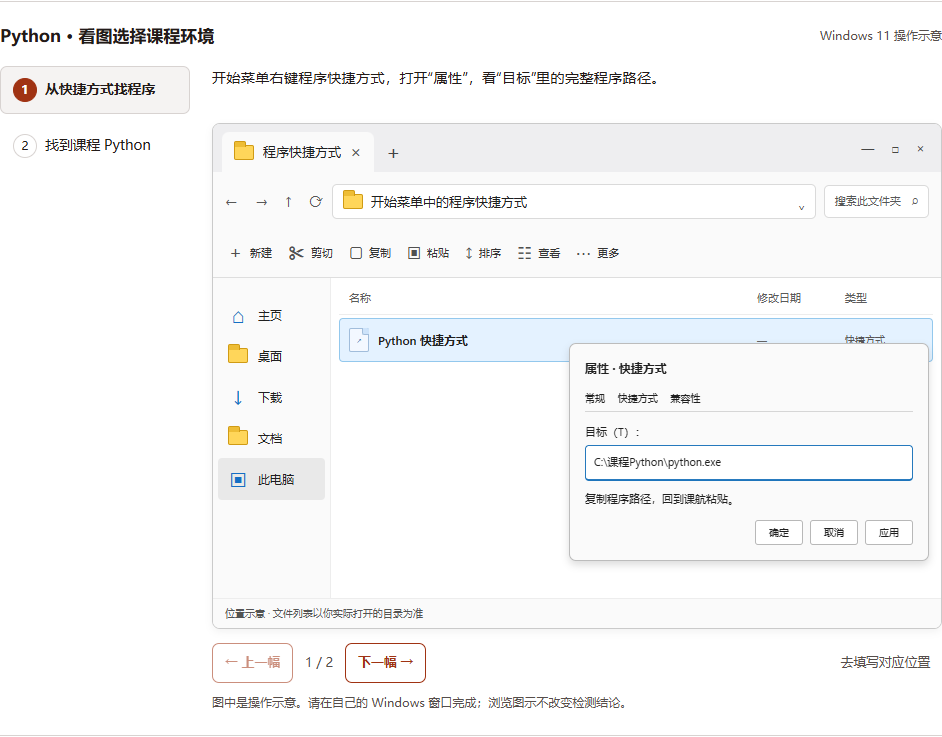 Python • 看图选择课程环境
Windows 11 操作示意
1 从快捷方式找程序
2 找到课程 Python
开始菜单右键程序快捷方式，打开“属性”，看“目标”里的完整程序路径。
程序快捷方式 × +
— □ ×
← → ↑ ⟳ 开始菜单中的程序快捷方式 ⌄ 搜索此文件夹 ⌕
+ 新建 ✂ 剪切 ▢ 复制 ▣ 粘贴 ↕ 排序 ☷ 查看 ⋯ 更多
名称 修改日期 类型
⌂ 主页
桌面
↓ 下载
文档
▣ 此电脑
↗ Python 快捷方式 — 快捷方式
属性 · 快捷方式
常规 快捷方式 兼容性
目标（T）：
C:\课程Python\python.exe
复制程序路径，回到课航粘贴。
确定 取消 应用
位置示意 · 文件列表以你实际打开的目录为准
← 上一幅 1 / 2 下一幅 → 去填写对应位置
图中是操作示意。请在自己的 Windows 窗口完成；浏览图示不改变检测结论。